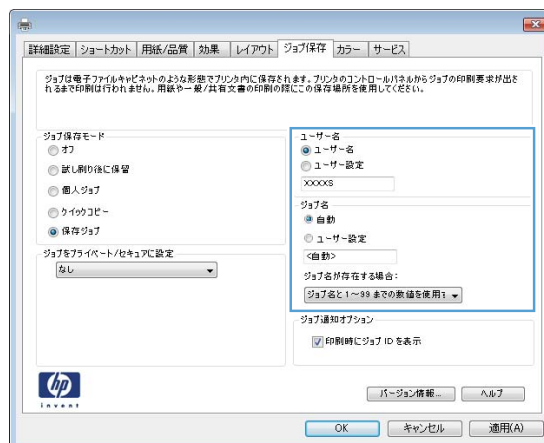 詳細設定 ショートカット 用紙/品質 効果 レイアウト ジョブ保存 カラー サービス
ジョブは電子ファイルキャビネットのような形態でプリンタ内に保存されます。プリンタのコントロールパネルからジョブの印刷要求が出さ
れるまで印刷は行われません。用紙や一般/共有文書の印刷の際にこの保存場所を使用してください。
ジョブ保存モード
オフ
試し刷り後に保留
個人ジョブ
クイックコピー
保存ジョブ
ジョブをプライベート/セキュアに設定
なし
ユーザー名
ユーザー名
ユーザー設定
XXXXS
ジョブ名
自動
ユーザー設定
<自動>
ジョブ名が存在する場合:
ジョブ名と1～99までの数値を使用す
ジョブ通知オプション
印刷時にジョブ ID を表示
hp
invent
バージョン情報... ヘルプ
OK キャンセル 適用(A)